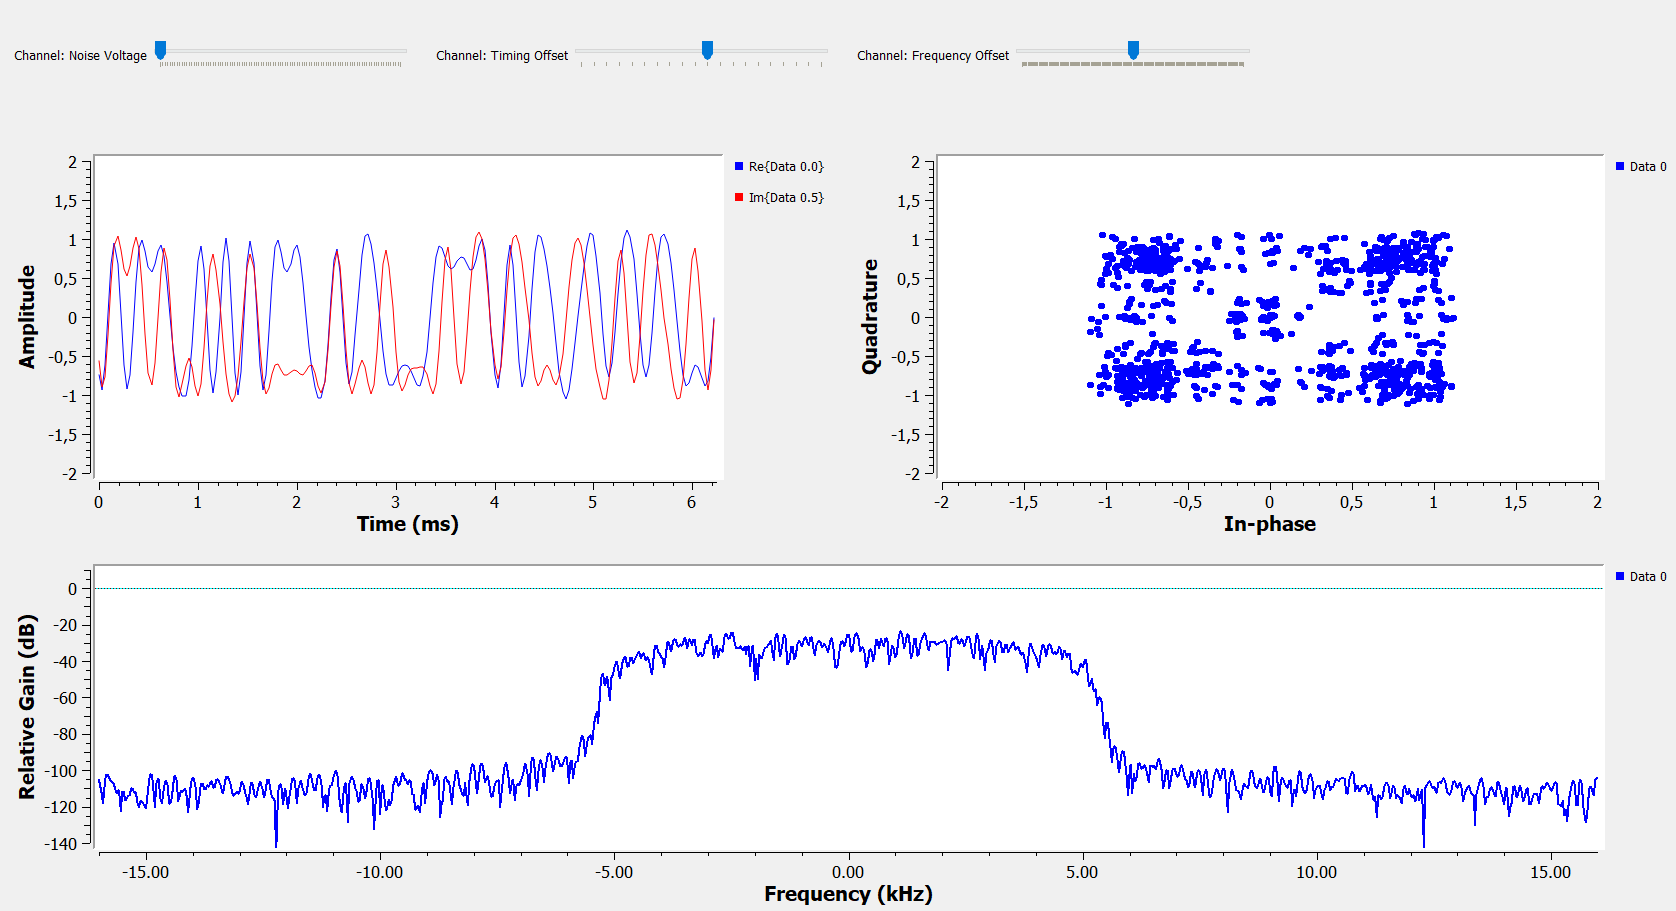 Channel: Noise Voltage
Channel: Timing Offset
Channel: Frequency Offset
2
1,5
1
0,5
0
-0,5
-1
-1,5
-2
Amplitude
0 1 2 3 4 5 6
Time (ms)
Re{Data 0.0}
Im{Data 0.5}
2
1,5
1
0,5
0
-0,5
-1
-1,5
-2
Quadrature
-2 -1,5 -1 -0,5 0 0,5 1 1,5 2
In-phase
Data 0
0
-20
-40
-60
-80
-100
-120
-140
Relative Gain (dB)
-15.00 -10.00 -5.00 0.00 5.00 10.00 15.00
Frequency (kHz)
Data 0